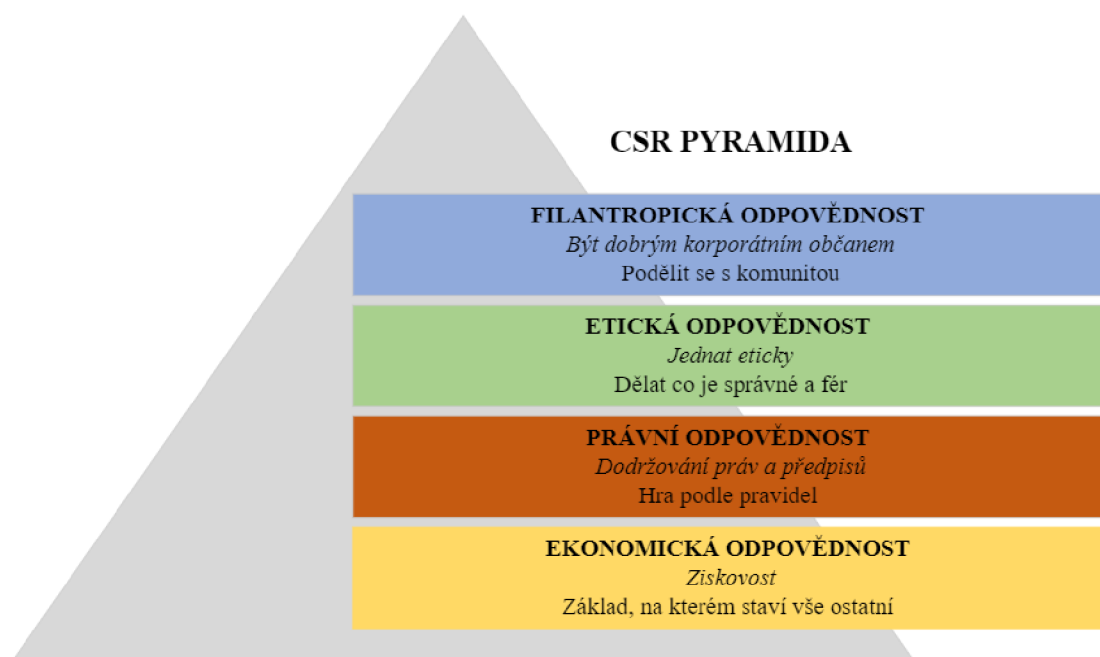 CSR PYRAMIDA
FILANTROPICKÁ ODPOVĚDNOST
Být dobrým korporátním občanem
Podělit se s komunitou
ETICKÁ ODPOVĚDNOST
Jednat eticky
Dělat co je správné a fér
PRÁVNÍ ODPOVĚDNOST
Dodržování práv a předpisů
Hra podle pravidel
EKONOMICKÁ ODPOVĚDNOST
Ziskovost
Základ, na kterém staví vše ostatní